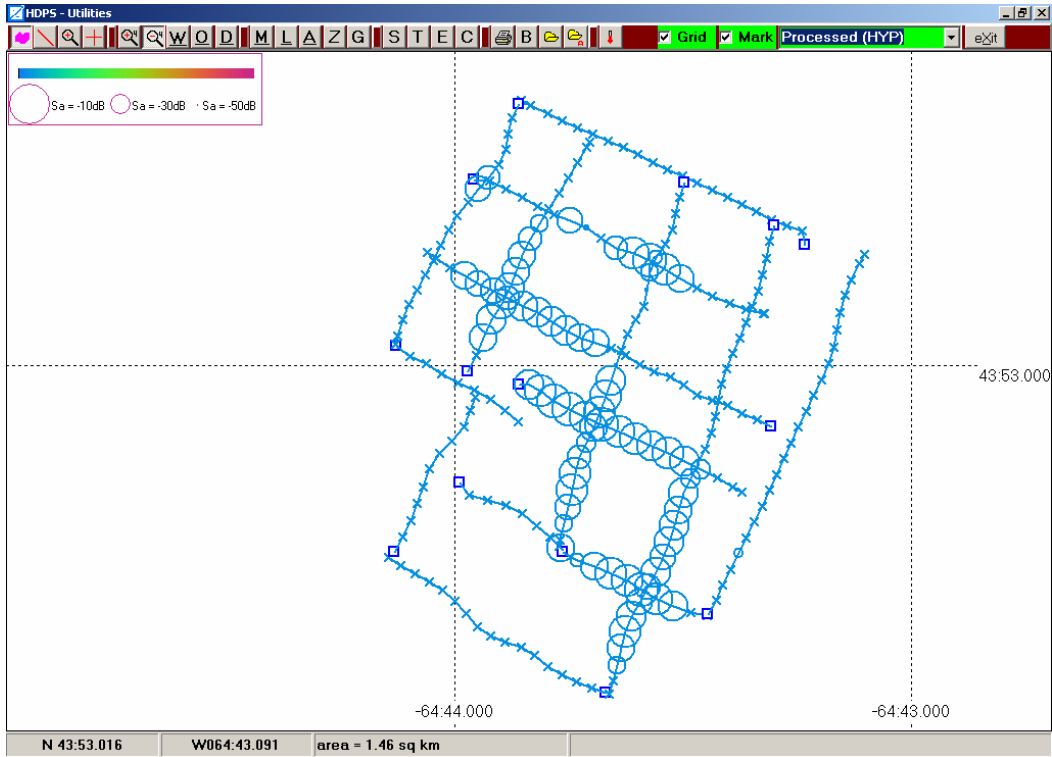 HDPS - Utilities
W O D M L A Z G S T E C B Grid Mark Processed (HYP) eXit
Sa = -10dB Sa = -30dB Sa = -50dB
43:53.000
-64:44.000 -64:43.000
N 43:53.016 W064:43.091 area = 1.46 sq km